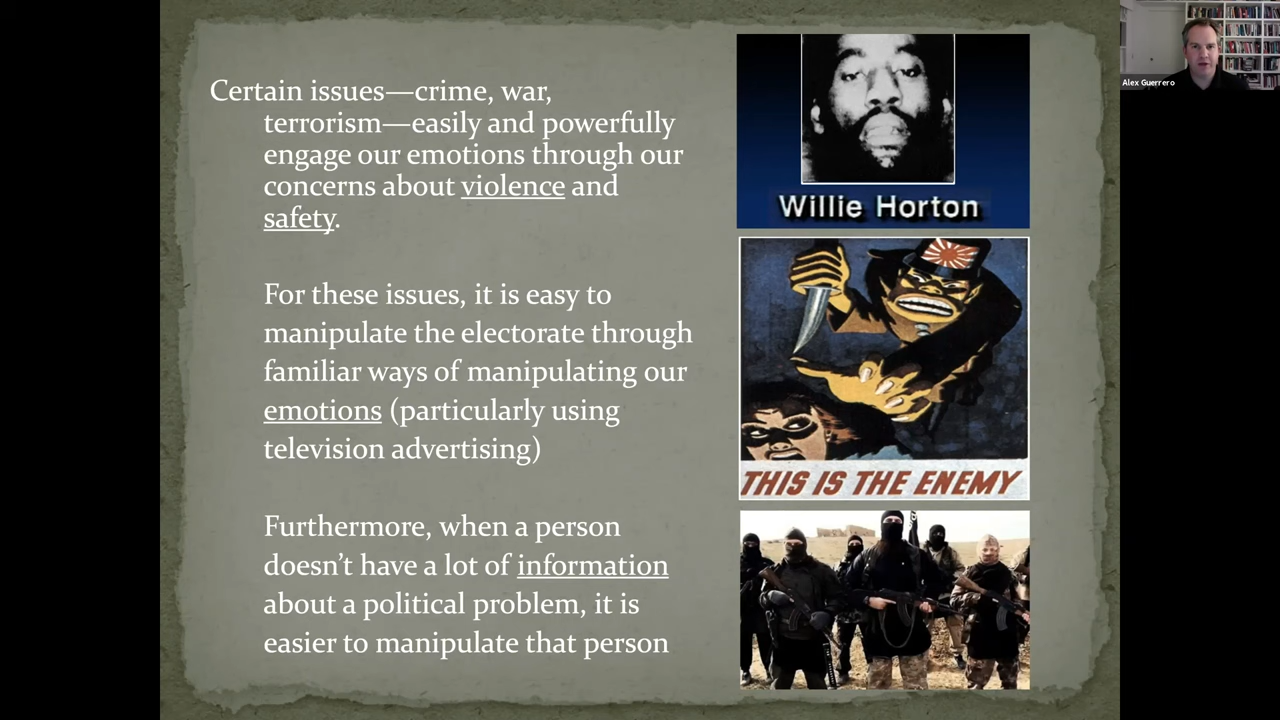 Certain issues—crime, war,
terrorism—easily and powerfully
engage our emotions through our
concerns about violence and
safety.
For these issues, it is easy to
manipulate the electorate through
familiar ways of manipulating our
emotions (particularly using
television advertising)
Furthermore, when a person
doesn’t have a lot of information
about a political problem, it is
easier to manipulate that person
Willie Horton
THIS IS THE ENEMY
Alex Guerrero